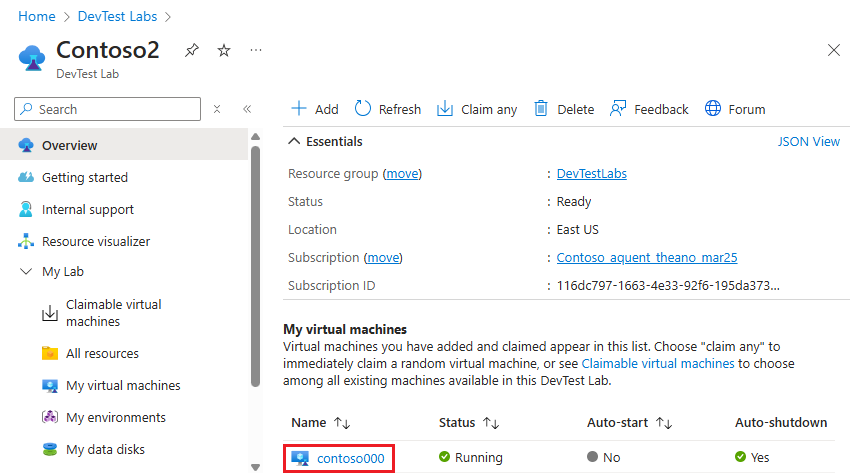 Home > DevTest Labs >
Contoso2 ...
DevTest Lab
Search
Overview
Getting started
Internal support
Resource visualizer
My Lab
Claimable virtual
machines
All resources
My virtual machines
My environments
My data disks
Add Refresh Claim any Delete Feedback Forum
Essentials JSON View
Resource group (move) : DevTestLabs
Status : Ready
Location : East US
Subscription (move) : Contoso_aquent_theano_mar25
Subscription ID : 116dc797-1663-4e33-92f6-195da373...
My virtual machines
Virtual machines you have added and claimed appear in this list. Choose "claim any" to
immediately claim a random virtual machine, or see Claimable virtual machines to choose
among all existing machines available in this DevTest Lab.
Name ↑↓ Status ↑↓ Auto-start ↑↓ Auto-shutdown
contoso000 Running No Yes